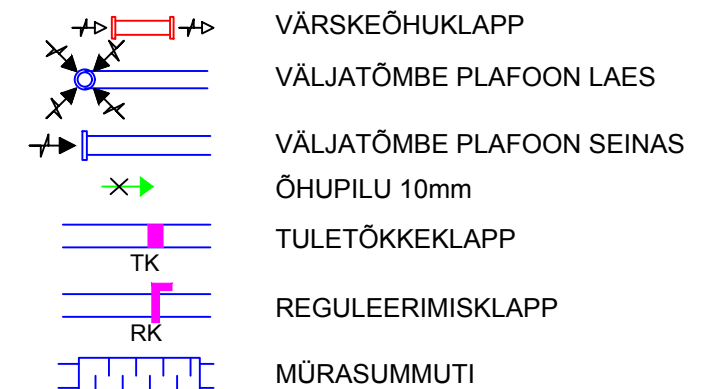 VÄRSKEÕHUKLAPP
VÄLJATÕMBE PLAFOON LAES
VÄLJATÕMBE PLAFOON SEINAS
ÕHUPILU 10mm
TULETÕKKEKLAPP
TK
REGULEERIMISKLAPP
RK
MÜRASUMMUTI